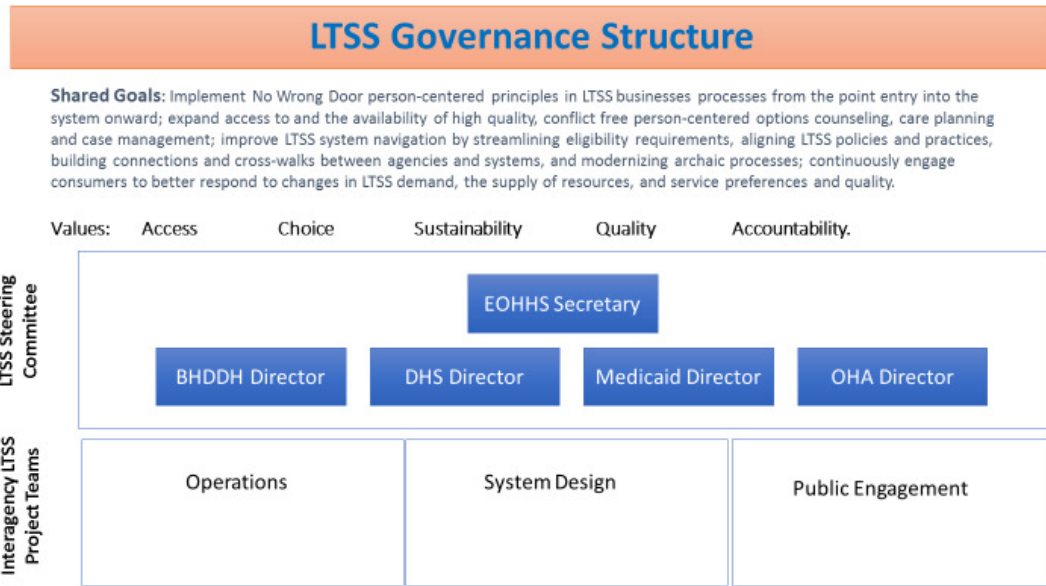 LTSS Governance Structure
Shared Goals: Implement No Wrong Door person-centered principles in LTSS businesses processes from the point entry into the
system onward; expand access to and the availability of high quality, conflict free person-centered options counseling, care planning
and case management; improve LTSS system navigation by streamlining eligibility requirements, aligning LTSS policies and practices,
building connections and cross-walks between agencies and systems, and modernizing archaic processes; continuously engage
consumers to better respond to changes in LTSS demand, the supply of resources, and service preferences and quality.
Values: Access Choice Sustainability Quality Accountability.
LTSS Steering
Committee
EOHHS Secretary
BHDDH Director DHS Director Medicaid Director OHA Director
Interagency LTSS
Project Teams
Operations System Design Public Engagement